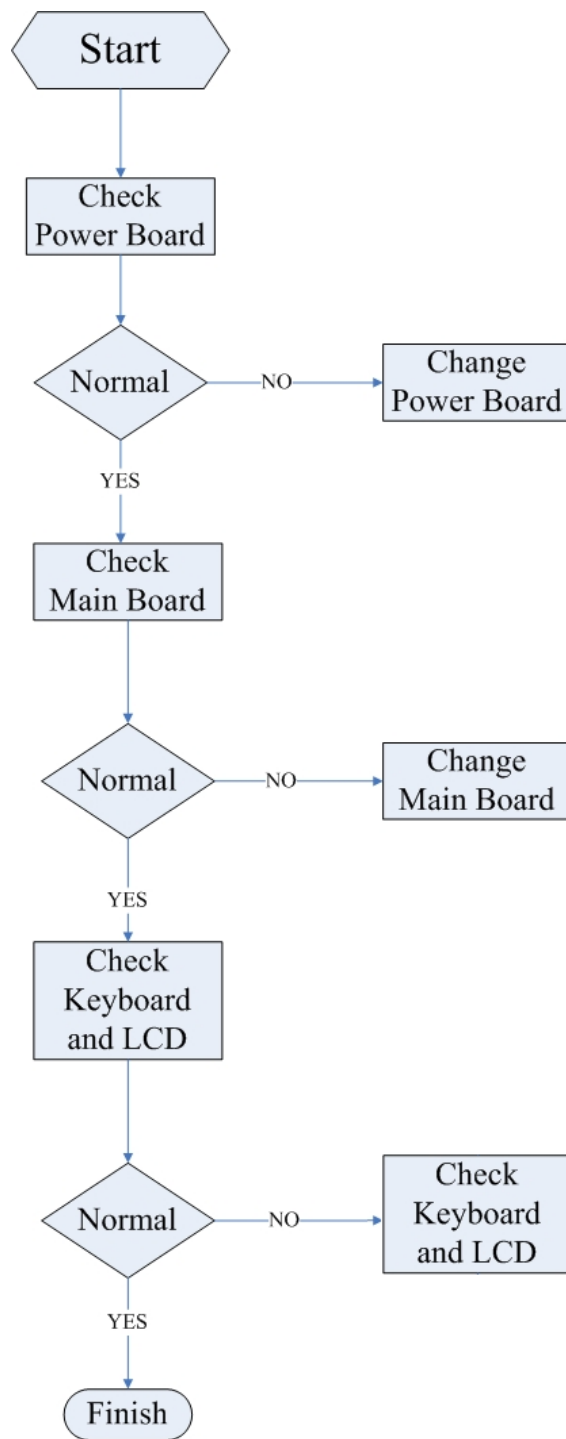 Start
Check
Power Board
Normal
NO
Change
Power Board
YES
Check
Main Board
Normal
NO
Change
Main Board
YES
Check
Keyboard
and LCD
Normal
NO
Check
Keyboard
and LCD
YES
Finish